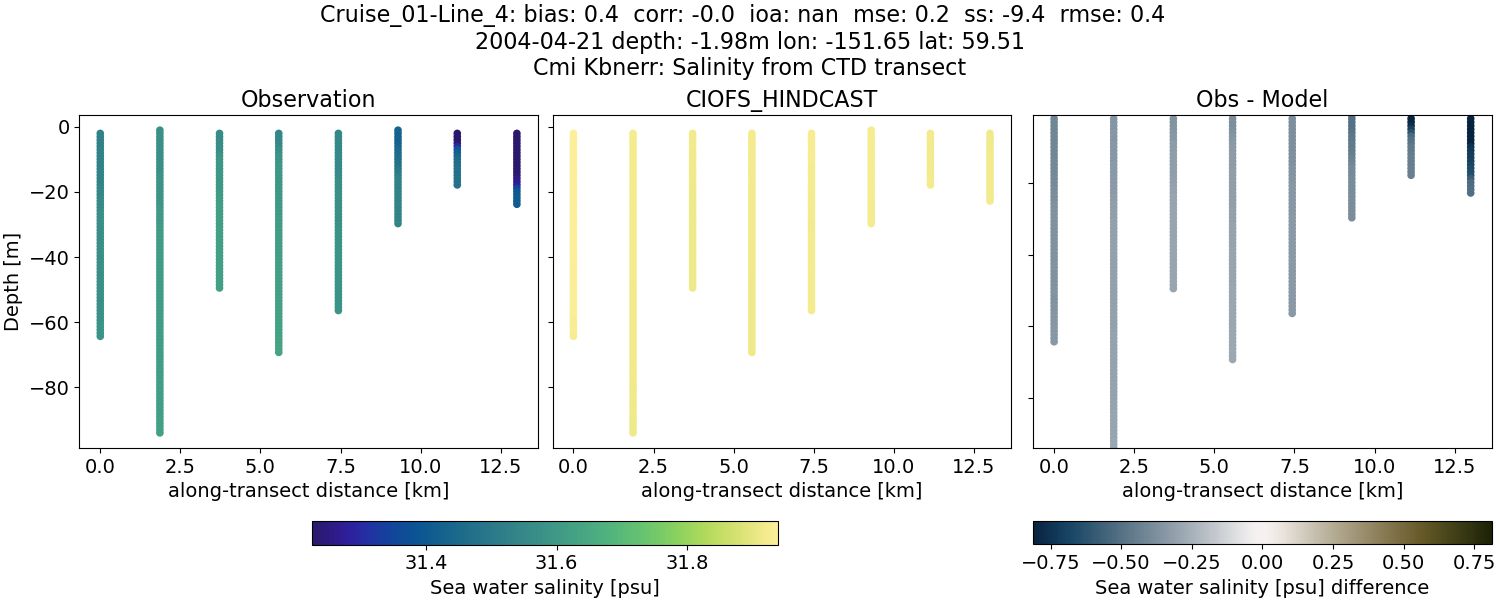 Cruise_01-Line_4: bias: 0.4  corr: -0.0  ioa: nan  mse: 0.2  ss: -9.4  rmse: 0.4
2004-04-21 depth: -1.98m lon: -151.65 lat: 59.51
Cmi Kbnerr: Salinity from CTD transect
Observation
CIOFS_HINDCAST
Obs - Model
Depth [m]
0
−20
−40
−60
−80
0.0 2.5 5.0 7.5 10.0 12.5
along-transect distance [km]
0.0 2.5 5.0 7.5 10.0 12.5
along-transect distance [km]
0.0 2.5 5.0 7.5 10.0 12.5
along-transect distance [km]
31.4 31.6 31.8
Sea water salinity [psu]
−0.75 −0.50 −0.25 0.00 0.25 0.50 0.75
Sea water salinity [psu] difference